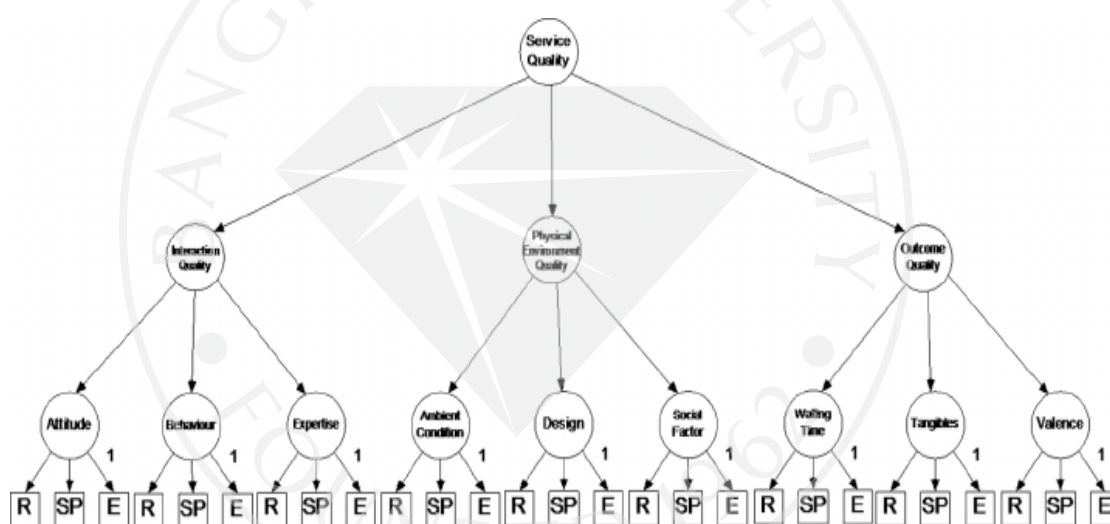 Service
Quality
Interaction
Quality
Physical
Environment
Quality
Outcome
Quality
Attitude
Behaviour
Expertise
Ambient
Condition
Design
Social
Factor
Waiting
Time
Tangibles
Valence
1 1 1 1 1 1 1 1 1
R SP E R SP E R SP E R SP E R SP E R SP E R SP E R SP E R SP E